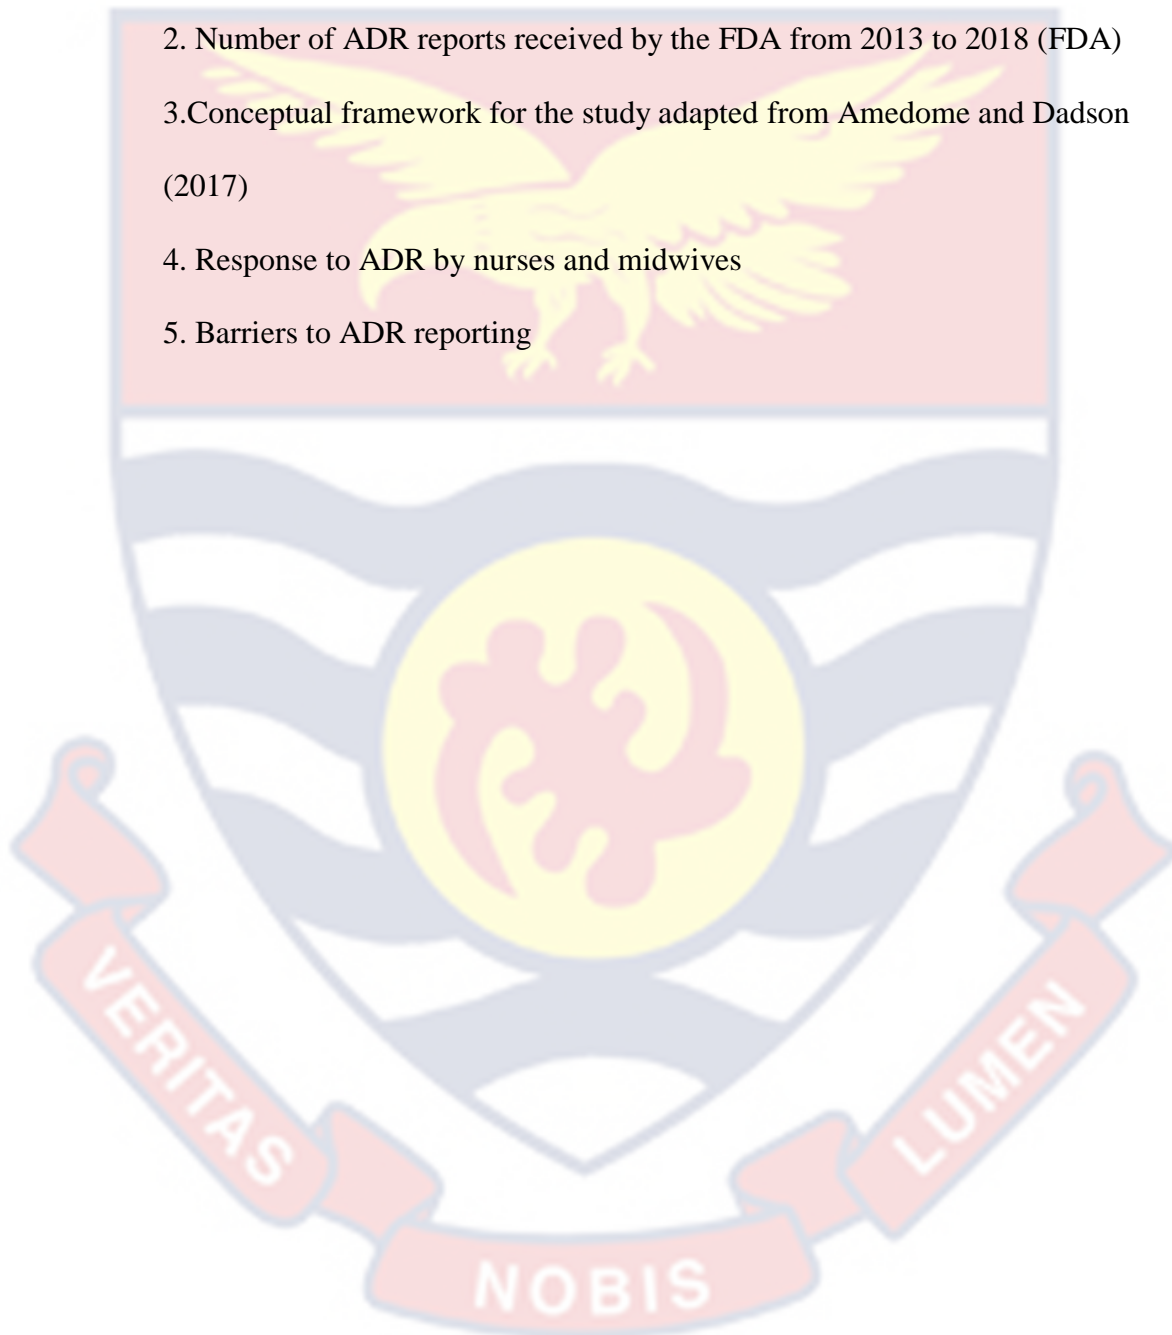 2. Number of ADR reports received by the FDA from 2013 to 2018 (FDA)
3.Conceptual framework for the study adapted from Amedome and Dadson
(2017)
4. Response to ADR by nurses and midwives
5. Barriers to ADR reporting
VERITAS
NOBIS
LUMEN